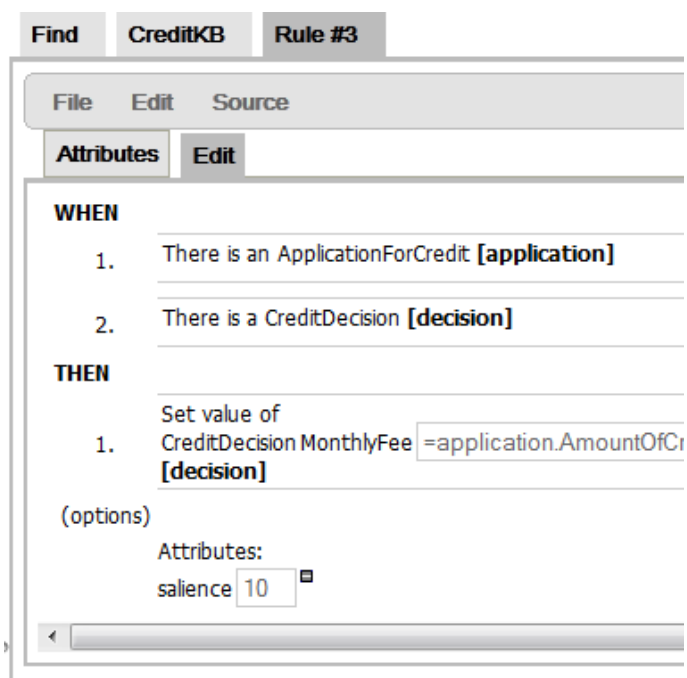 Find CreditKB Rule #3
File Edit Source
Attributes Edit
WHEN
1. There is an ApplicationForCredit [application]
2. There is a CreditDecision [decision]
THEN
Set value of
1. CreditDecision MonthlyFee =application.AmountOfCr
[decision]
(options)
Attributes:
salience 10